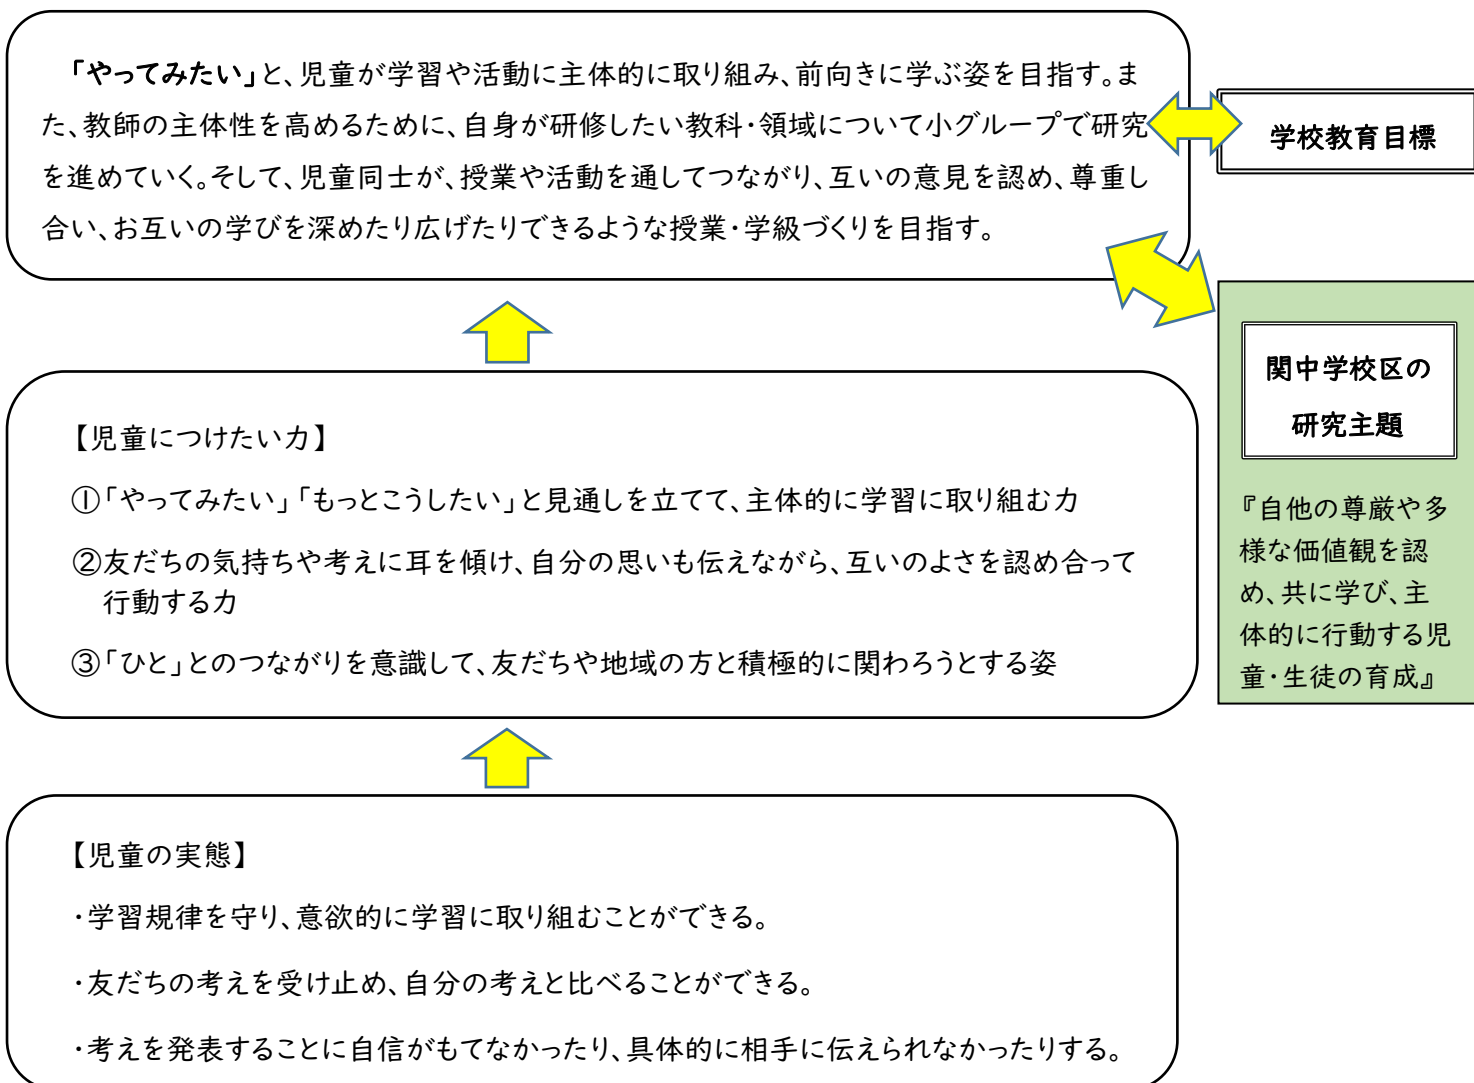 「やってみたい」と、児童が学習や活動に主体的に取り組み、前向きに学ぶ姿を目指す。ま
た、教師の主体性を高めるために、自身が研修したい教科・領域について小グループで研究
を進めていく。そして、児童同士が、授業や活動を通してつながり、互いの意見を認め、尊重し
合い、お互いの学びを深めたり広げたりできるような授業・学級づくりを目指す。
学校教育目標
関中学校区の
研究主題
『自他の尊厳や多
様な価値観を認
め、共に学び、主
体的に行動する児
童・生徒の育成』
【児童につけたい力】
①「やってみたい」「もっとこうしたい」と見通しを立てて、主体的に学習に取り組む力
②友だちの気持ちや考えに耳を傾け、自分の思いも伝えながら、互いのよさを認め合って
行動する力
③「ひと」とのつながりを意識して、友だちや地域の方と積極的に関わろうとする姿
【児童の実態】
・学習規律を守り、意欲的に学習に取り組むことができる。
・友だちの考えを受け止め、自分の考えと比べることができる。
・考えを発表することに自信がもてなかったり、具体的に相手に伝えられなかったりする。